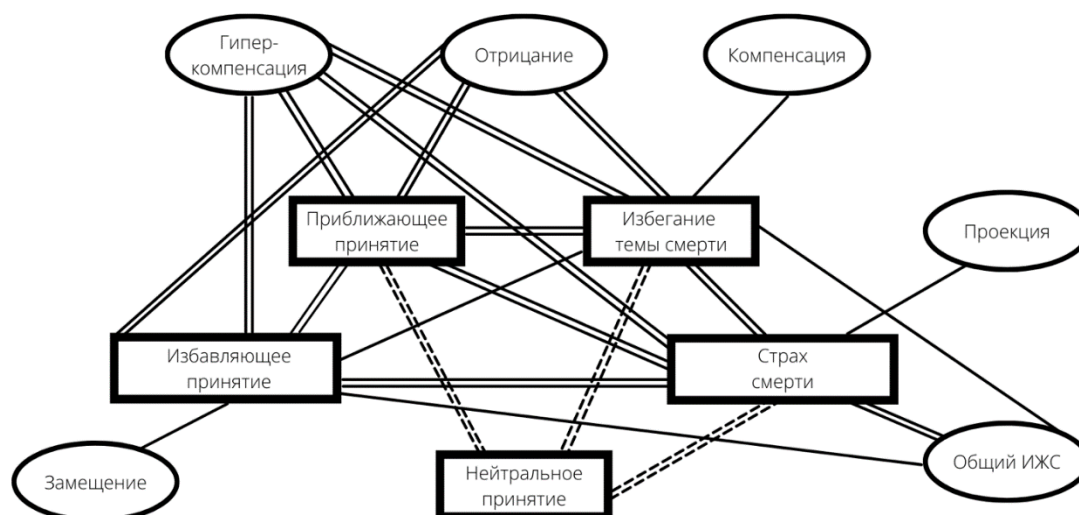 Гипер-
компенсация
Отрицание
Компенсация
Приближающее
принятие
Избегание
темы смерти
Проекция
Избавляющее
принятие
Страх
смерти
Замещение
Нейтральное
принятие
Общий ИЖС